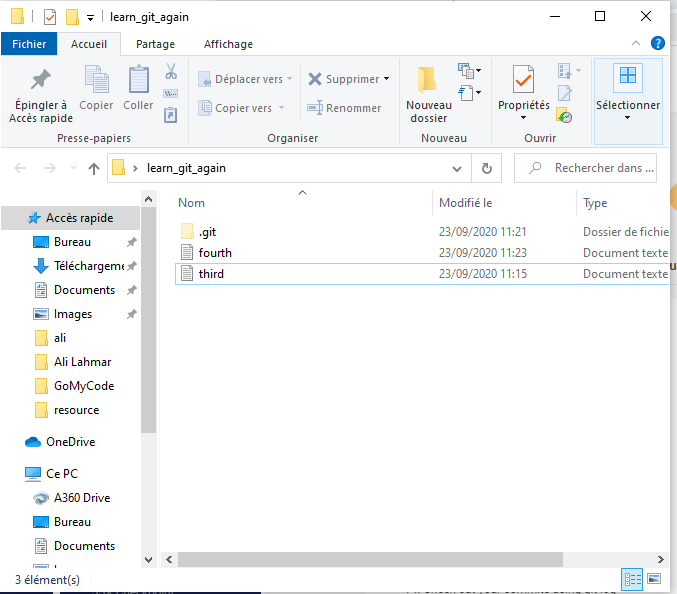 learn_git_again
Fichier Accueil Partage Affichage
Épingler à
Accès rapide
Copier Coller
Presse-papiers
Déplacer vers Supprimer
Copier vers Renommer
Organiser
Nouveau
dossier
Nouveau
Propriétés
Ouvrir
Sélectionner
learn_git_again
Rechercher dans ...
Nom Modifié le Type
.git 23/09/2020 11:21 Dossier de fichie
fourth 23/09/2020 11:23 Document texte
third 23/09/2020 11:15 Document texte
Accès rapide
Bureau
Téléchargeme
Documents
Images
ali
Ali Lahmar
GoMyCode
resource
OneDrive
Ce PC
A360 Drive
Bureau
Documents
3 élément(s)